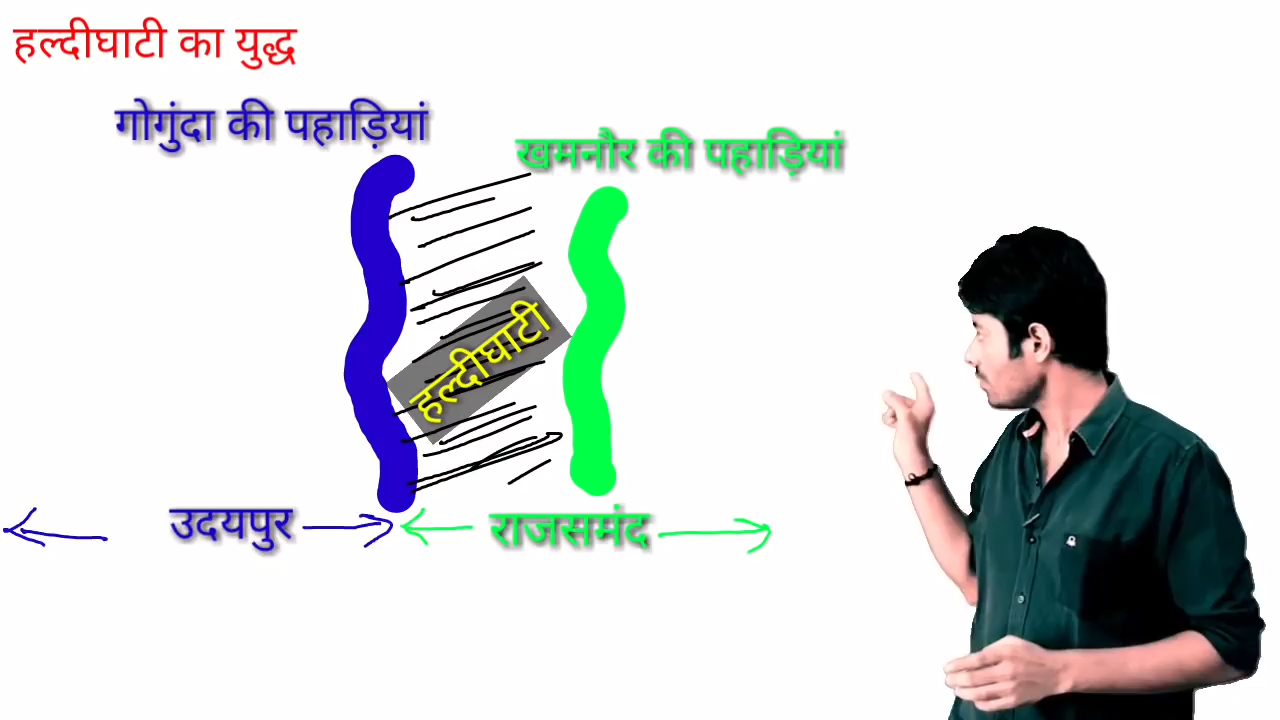 हल्दीघाटी का युद्ध
गोगुंदा की पहाड़ियां
खमनौर की पहाड़ियां
हल्दीघाटी
उदयपुर
राजसमंद